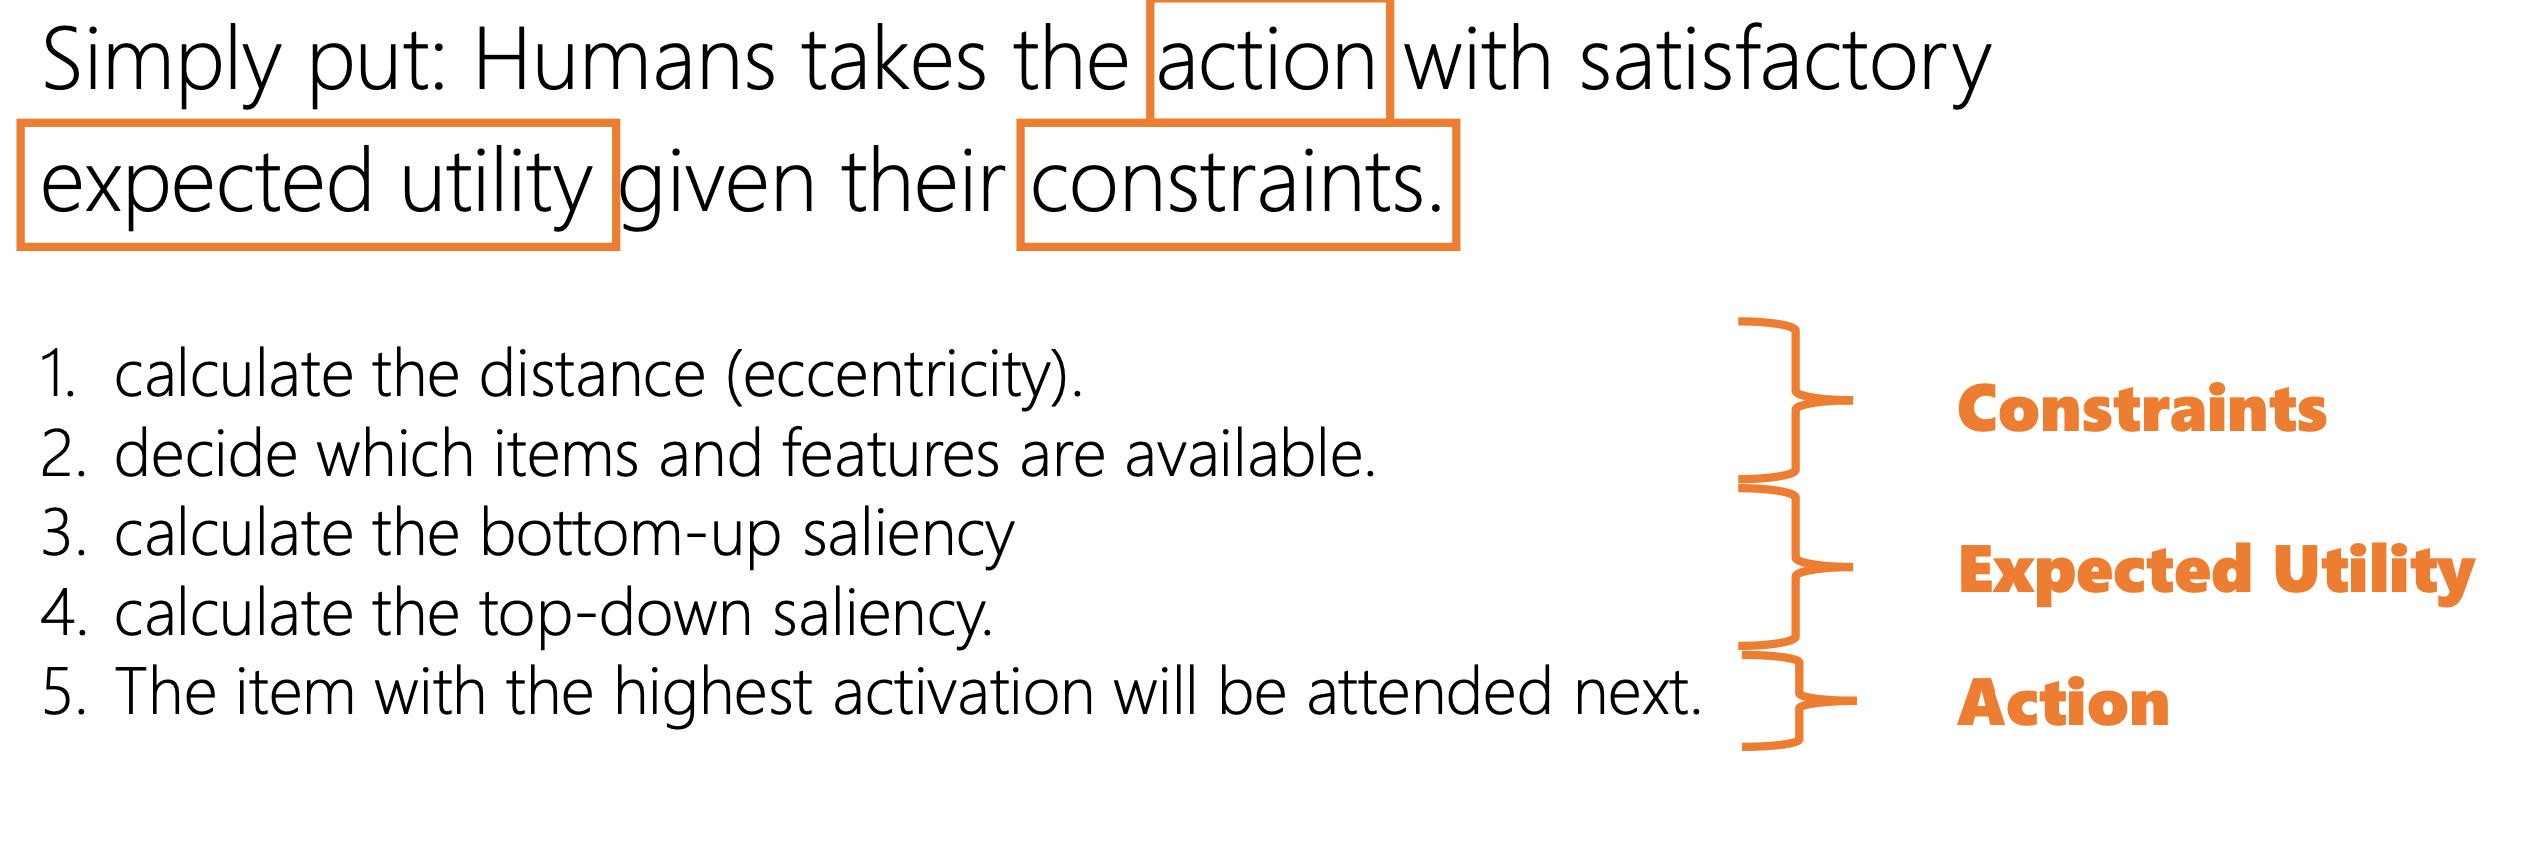 Simply put: Humans takes the action with satisfactory
expected utility given their constraints.
1. calculate the distance (eccentricity).
2. decide which items and features are available.
3. calculate the bottom-up saliency
4. calculate the top-down saliency.
5. The item with the highest activation will be attended next.
Constraints
Expected Utility
Action